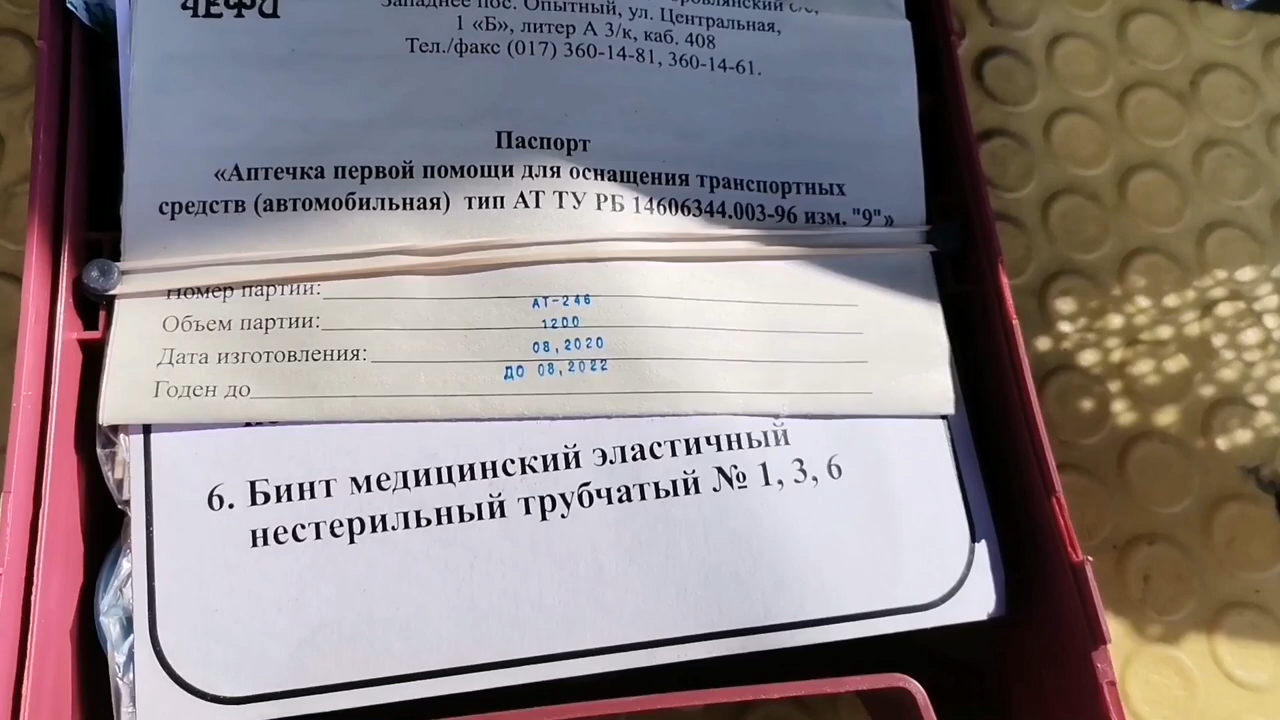 ЧЕФИ
Западнее пос. Опытный, ул. Центральная,
1 «Б», литер А 3/к, каб. 408
Тел./факс (017) 360-14-81, 360-14-61.
Паспорт
«Аптечка первой помощи для оснащения транспортных
средств (автомобильная) тип АТ ТУ РБ 14606344.003-96 изм. "9"»
Номер партии: АТ-246
Объем партии: 1200
Дата изготовления: 08,2020
Годен до ДО 08,2022
6. Бинт медицинский эластичный
нестерильный трубчатый № 1, 3, 6